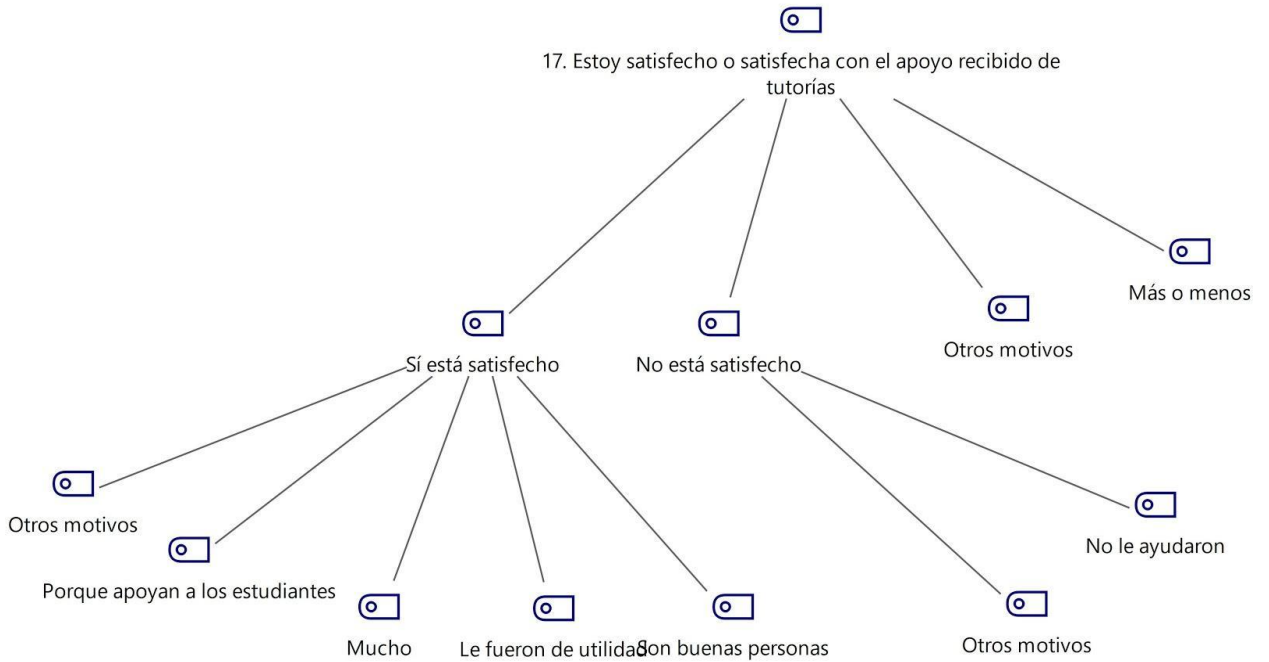 17. Estoy satisfecho o satisfecha con el apoyo recibido de
tutorías
Más o menos
Otros motivos
Sí está satisfecho
No está satisfecho
Otros motivos
No le ayudaron
Porque apoyan a los estudiantes
Mucho
Le fueron de utilidad
Son buenas personas
Otros motivos